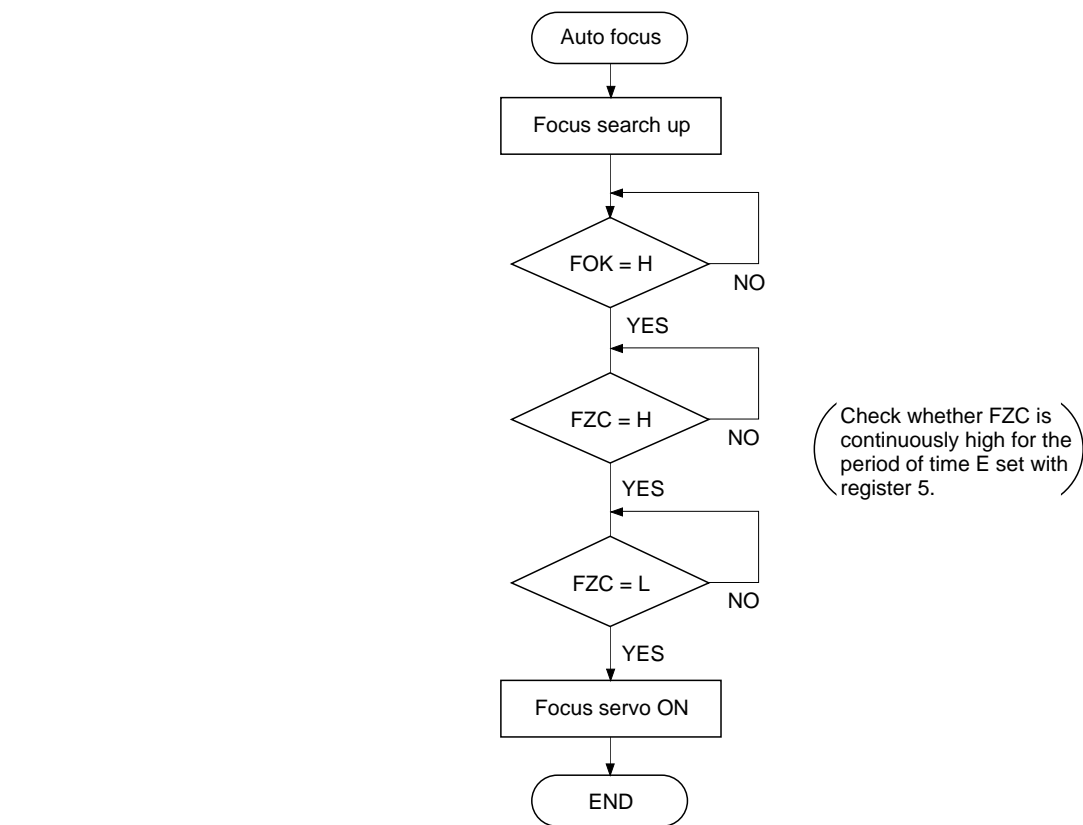 Auto focus
Focus search up
FOK = H
NO
YES
FZC = H
NO
Check whether FZC is
continuously high for the
period of time E set with
register 5.
YES
FZC = L
NO
YES
Focus servo ON
END